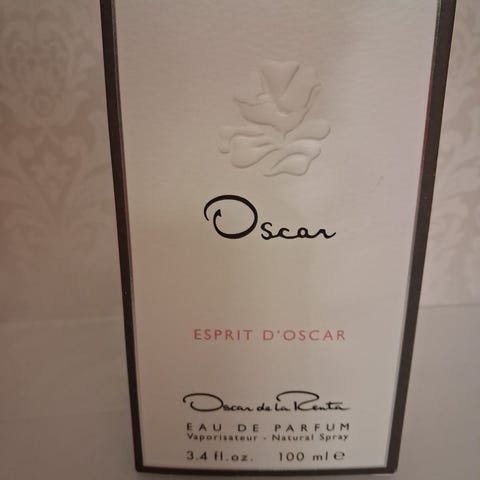 Oscar
ESPRIT D'OSCAR
Oscar de la Renta
EAU DE PARFUM
Vaporisateur - Natural Spray
3.4 fl.oz. 100 ml ℮